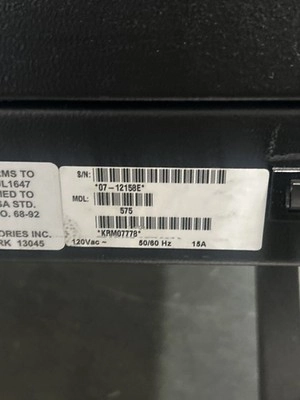 RMS TO
UL1647
MED TO
SA STD.
O. 68-92
ORIES INC.
RK 13045
S/N:
*07-12158E*
MDL:
575
*KRM07778*
120Vac ~ 50/60 Hz 15A